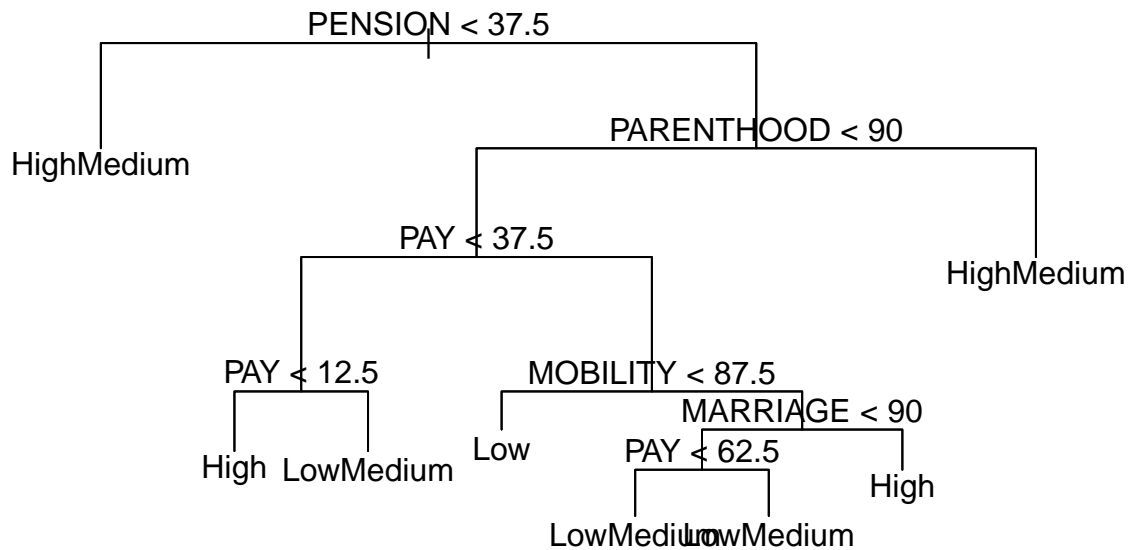 PENSION < 37.5
PARENTHOOD < 90
HighMedium
PAY < 37.5
HighMedium
PAY < 12.5
MOBILITY < 87.5
MARRIAGE < 90
Low
PAY < 62.5
High
LowMedium
High
LowMedium
LowMedium